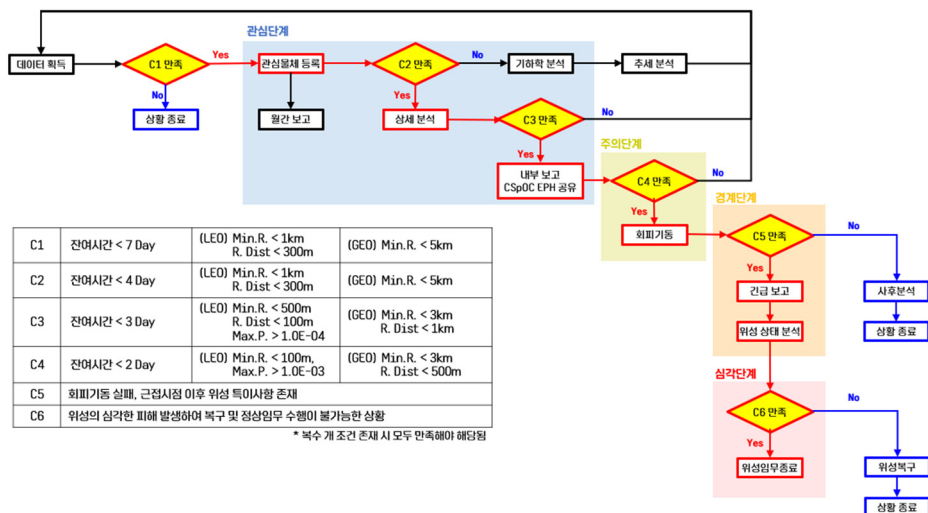 관심단계
데이터 획득
C1 만족
Yes
관심물체 등록
C2 만족
No
기하학 분석
추세 분석
No
상황 종료
월간 보고
Yes
상세 분석
C3 만족
No
Yes
내부 보고
CSpOC EPH 공유
주의단계
C4 만족
No
Yes
회피기동
경계단계
C5 만족
No
Yes
긴급 보고
사후분석
위성 상태 분석
상황 종료
심각단계
C6 만족
No
Yes
위성임무종료
위성복구
상황 종료
C1 잔여시간 < 7 Day (LEO) Min.R. < 1km (GEO) Min.R. < 5km
R. Dist < 300m
C2 잔여시간 < 4 Day (LEO) Min.R. < 1km (GEO) Min.R. < 5km
R. Dist < 300m
C3 잔여시간 < 3 Day (LEO) Min.R. < 500m (GEO) Min.R. < 3km
R. Dist < 100m R. Dist < 1km
Max.P. > 1.0E-04
C4 잔여시간 < 2 Day (LEO) Min.R. < 100m, (GEO) Min.R. < 3km
Max.P. > 1.0E-03 R. Dist < 500m
C5 회피기동 실패, 근접시점 이후 위성 특이사항 존재
C6 위성의 심각한 피해 발생하여 복구 및 정상임무 수행이 불가능한 상황
* 복수 개 조건 존재 시 모두 만족해야 해당됨